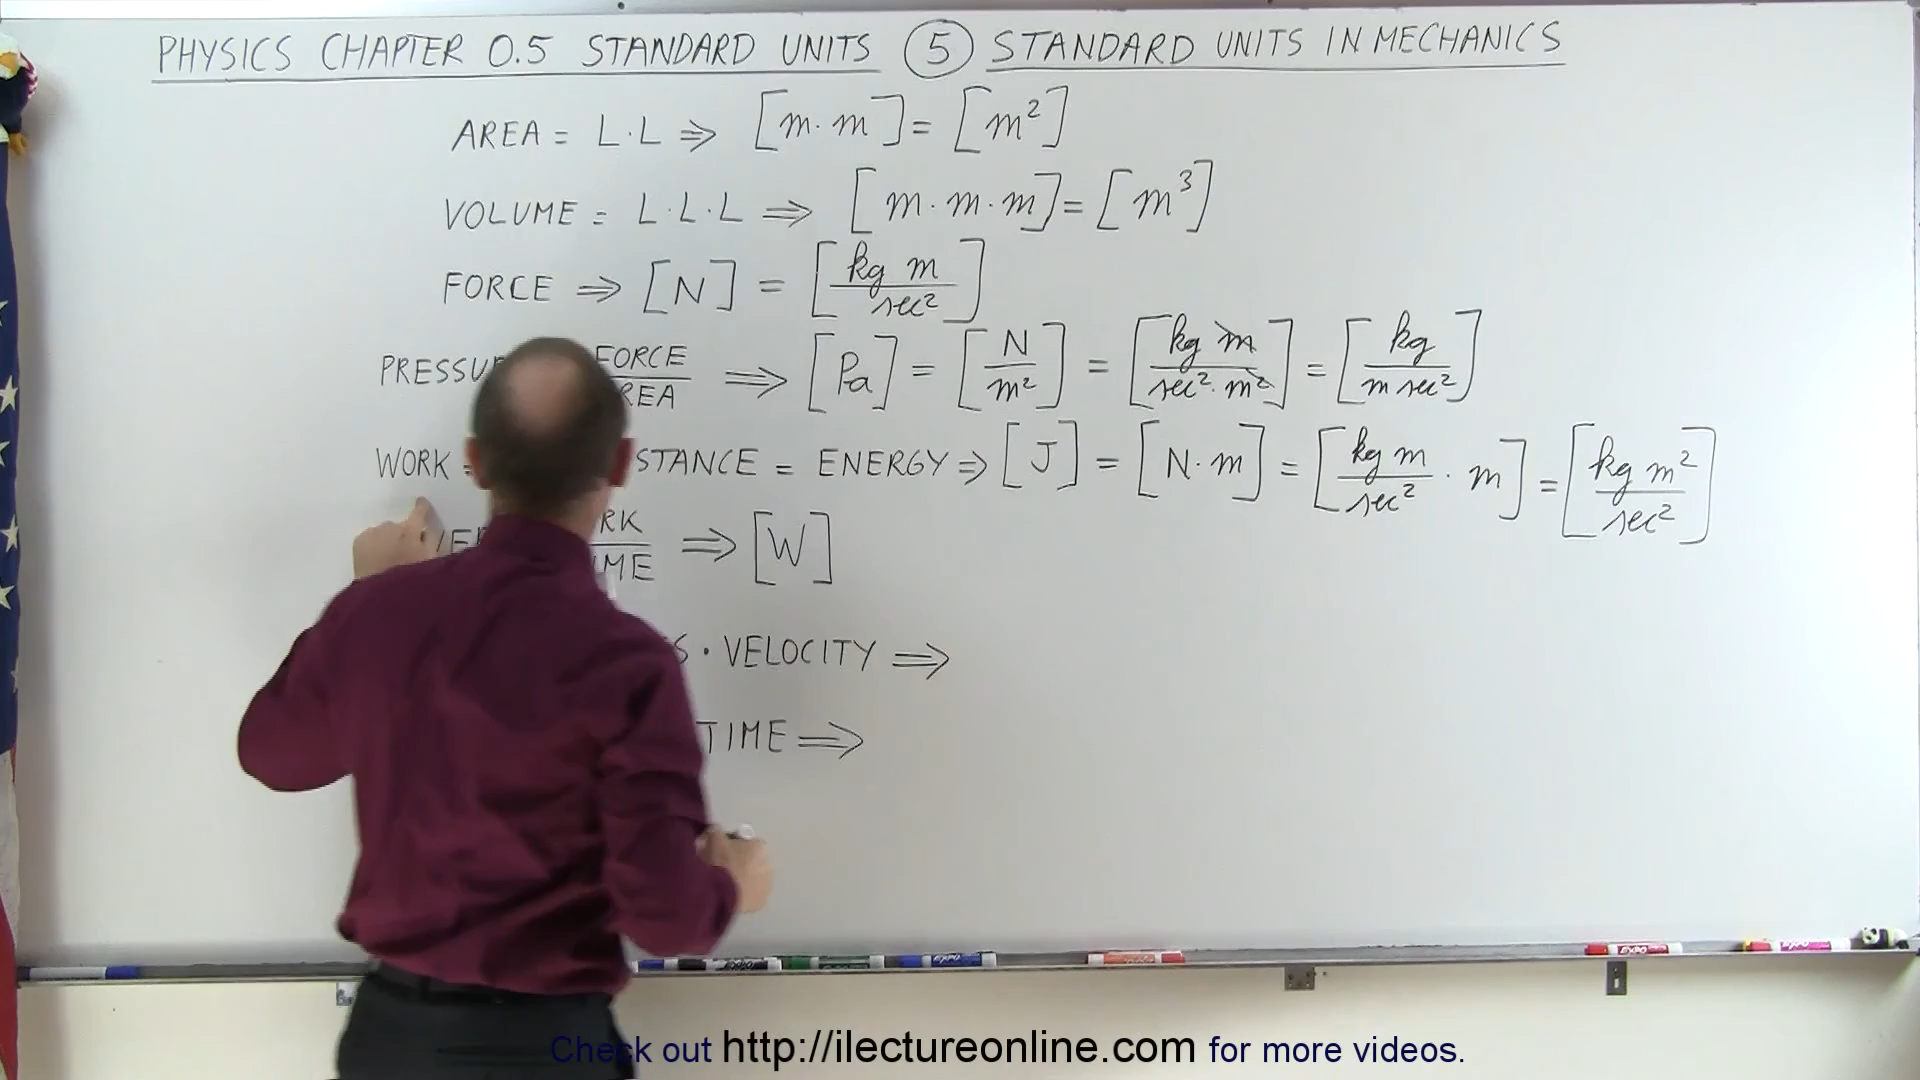 PHYSICS CHAPTER 0.5 STANDARD UNITS ⑤ STANDARD UNITS IN MECHANICS
AREA = L·L ⇒ [m·m] = [m²]
VOLUME = L·L·L ⇒ [m·m·m] = [m³]
FORCE ⇒ [N] = [kg m / sec²]
PRESSU FORCE / REA ⇒ [Pa] = [N / m²] = [kg m / sec²·m²] = [kg / m sec²]
WORK = STANCE = ENERGY ⇒ [J] = [N·m] = [kg m / sec² · m] = [kg m² / sec²]
RK / ME ⇒ [W]
S · VELOCITY ⇒
TIME ⇒
Check out http://ilectureonline.com for more videos.